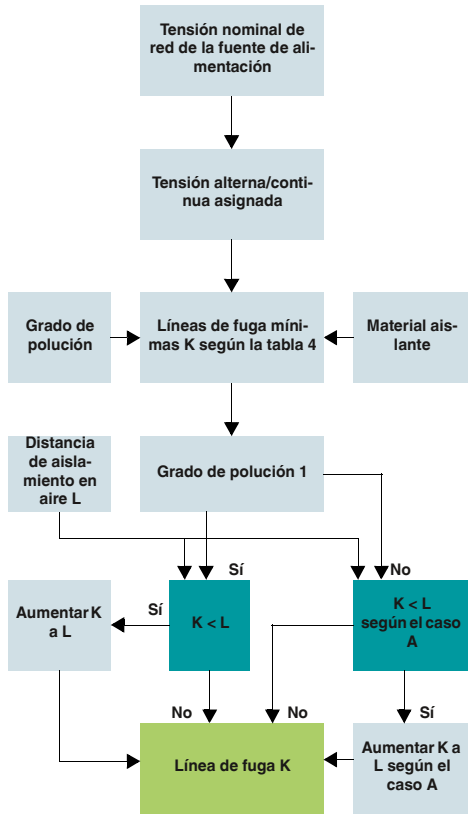 Tensión nominal de
red de la fuente de ali-
mentación
Tensión alterna/conti-
nua asignada
Grado de
polución
Líneas de fuga míni-
mas K según la tabla 4
Material ais-
lante
Distancia
de aisla-
miento en
aire L
Grado de polución 1
Sí
No
Aumentar K
a L
Sí
K < L
K < L
según el caso
A
No
No
Sí
Línea de fuga K
Aumentar K a
L según el
caso A